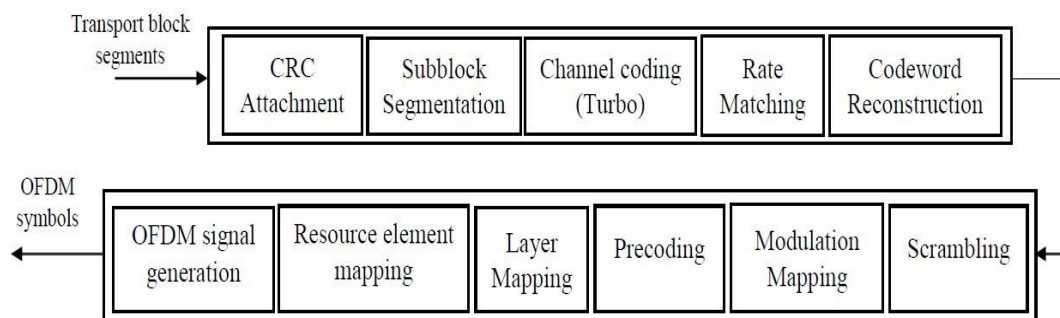 Transport block
segments
CRC
Attachment
Subblock
Segmentation
Channel coding
(Turbo)
Rate
Matching
Codeword
Reconstruction
OFDM
symbols
OFDM signal
generation
Resource element
mapping
Layer
Mapping
Precoding
Modulation
Mapping
Scrambling